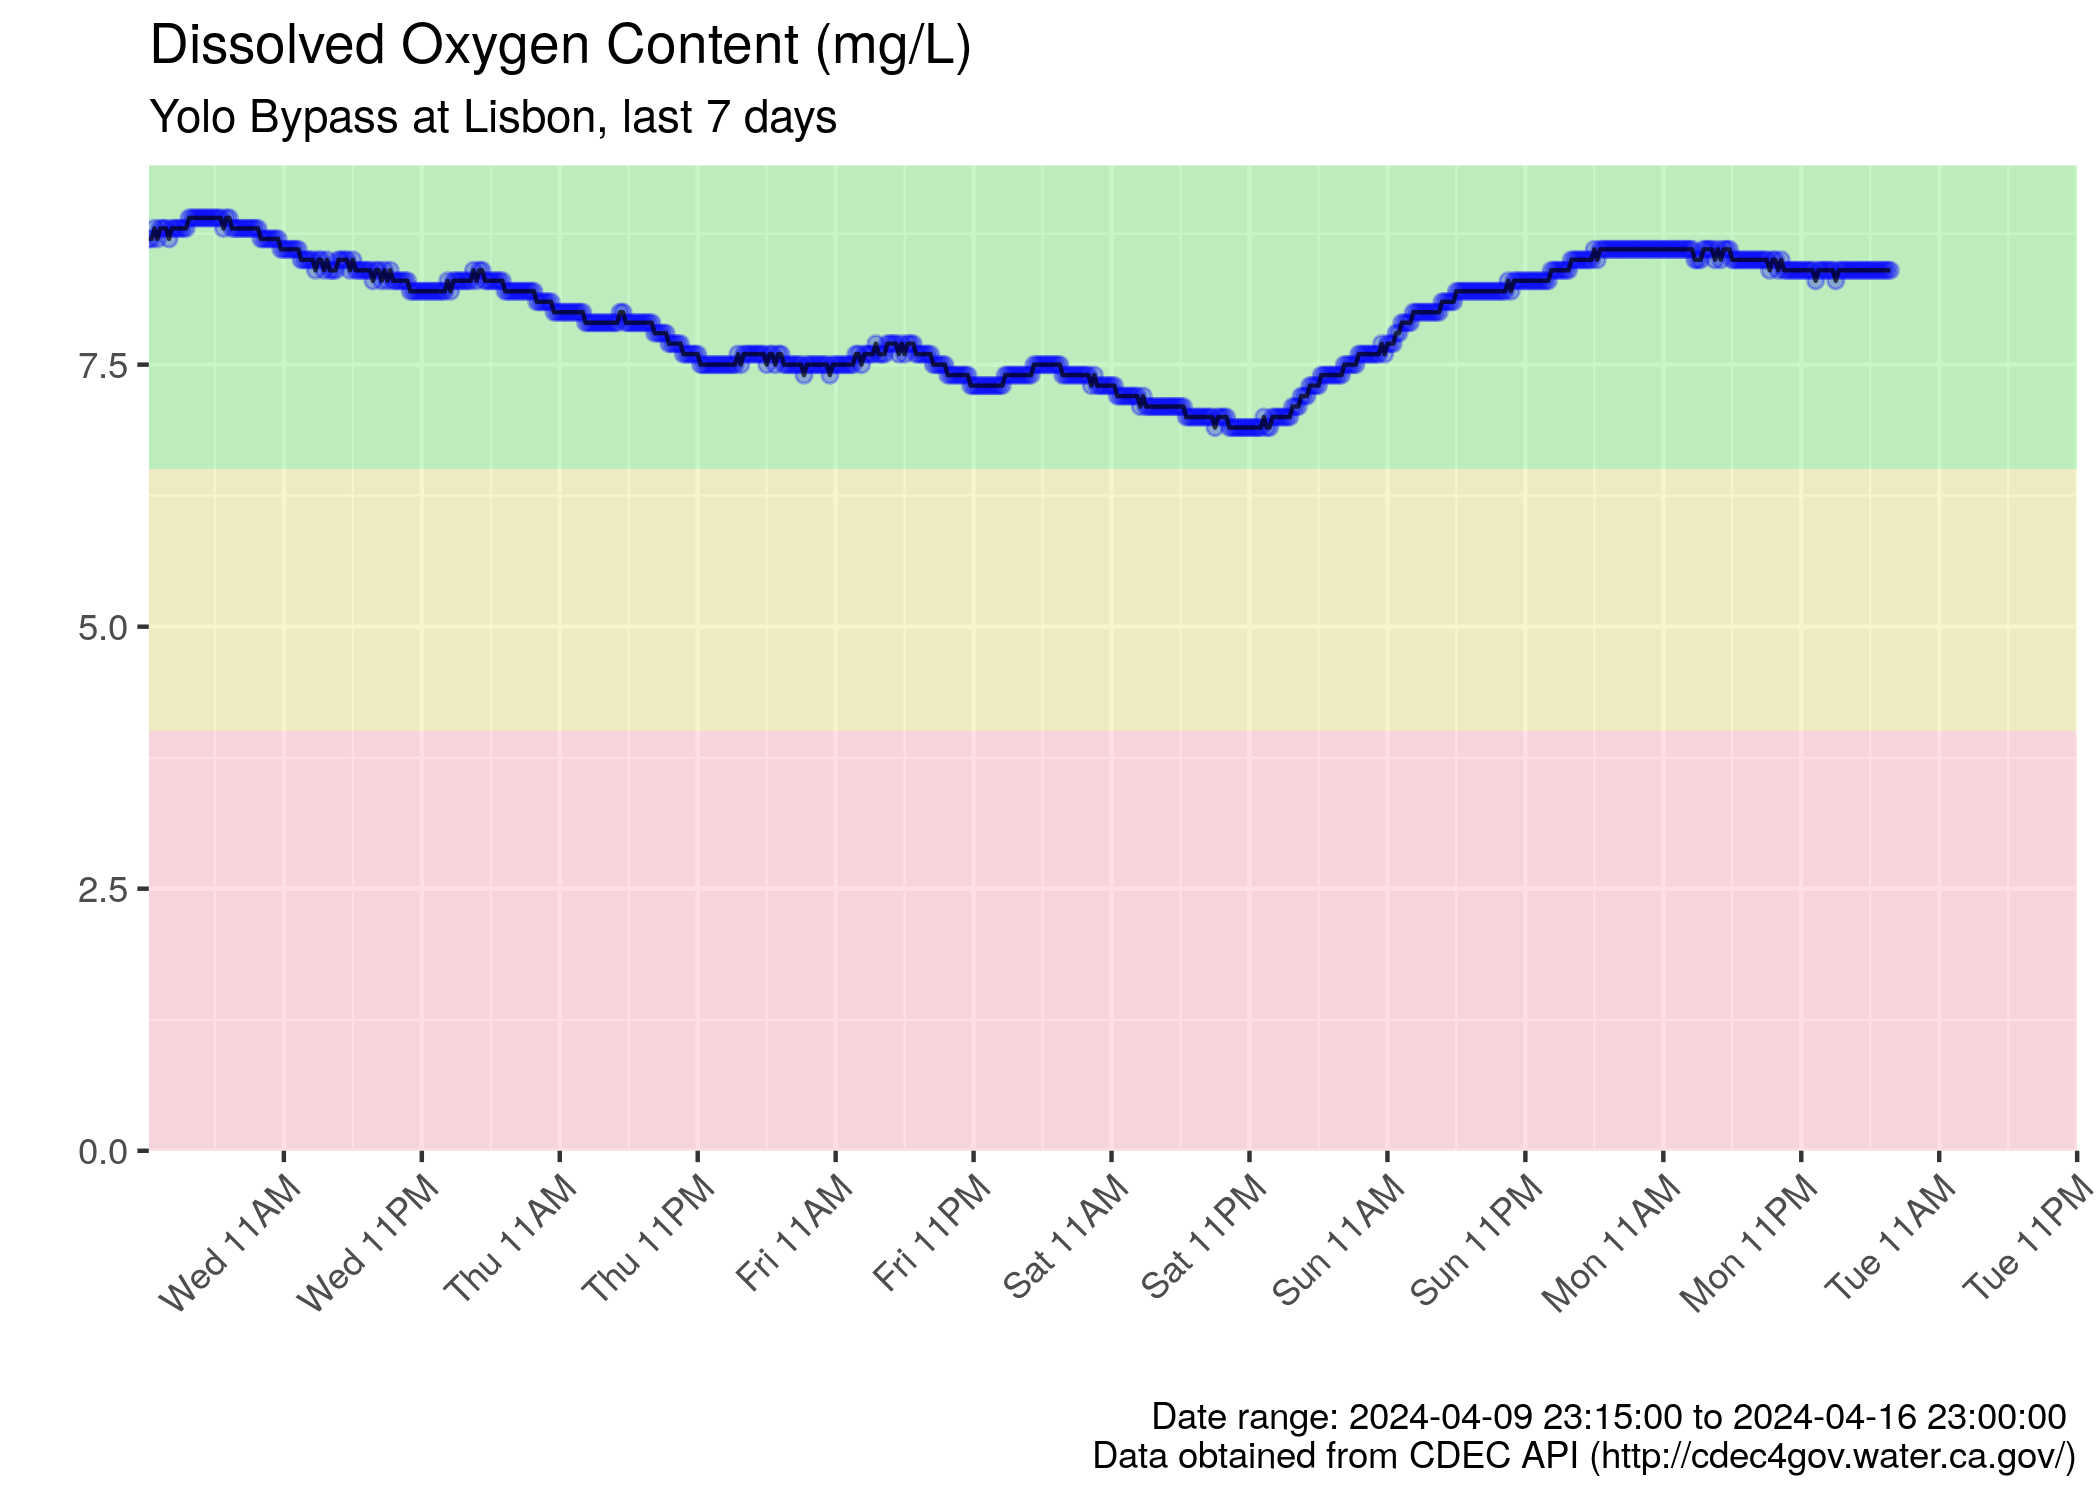 Dissolved Oxygen Content (mg/L)
Yolo Bypass at Lisbon, last 7 days
7.5
5.0
2.5
0.0
Wed 11AM
Wed 11PM
Thu 11AM
Thu 11PM
Fri 11AM
Fri 11PM
Sat 11AM
Sat 11PM
Sun 11AM
Sun 11PM
Mon 11AM
Mon 11PM
Tue 11AM
Tue 11PM
Date range: 2024-04-09 23:15:00 to 2024-04-16 23:00:00
Data obtained from CDEC API (http://cdec4gov.water.ca.gov/)